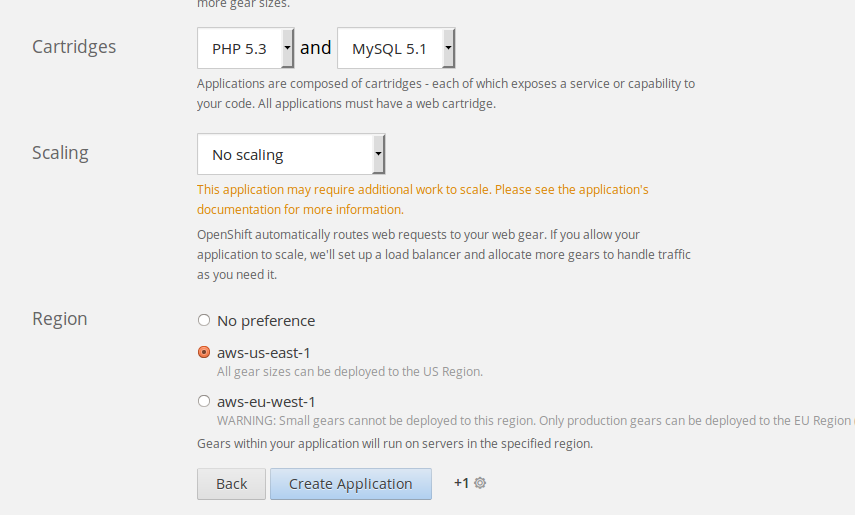 more gear sizes.
Cartridges
PHP 5.3 and MySQL 5.1
Applications are composed of cartridges - each of which exposes a service or capability to
your code. All applications must have a web cartridge.
Scaling
No scaling
This application may require additional work to scale. Please see the application's
documentation for more information.
OpenShift automatically routes web requests to your web gear. If you allow your
application to scale, we'll set up a load balancer and allocate more gears to handle traffic
as you need it.
Region
No preference
aws-us-east-1
All gear sizes can be deployed to the US Region.
aws-eu-west-1
WARNING: Small gears cannot be deployed to this region. Only production gears can be deployed to the EU Region
Gears within your application will run on servers in the specified region.
Back Create Application +1